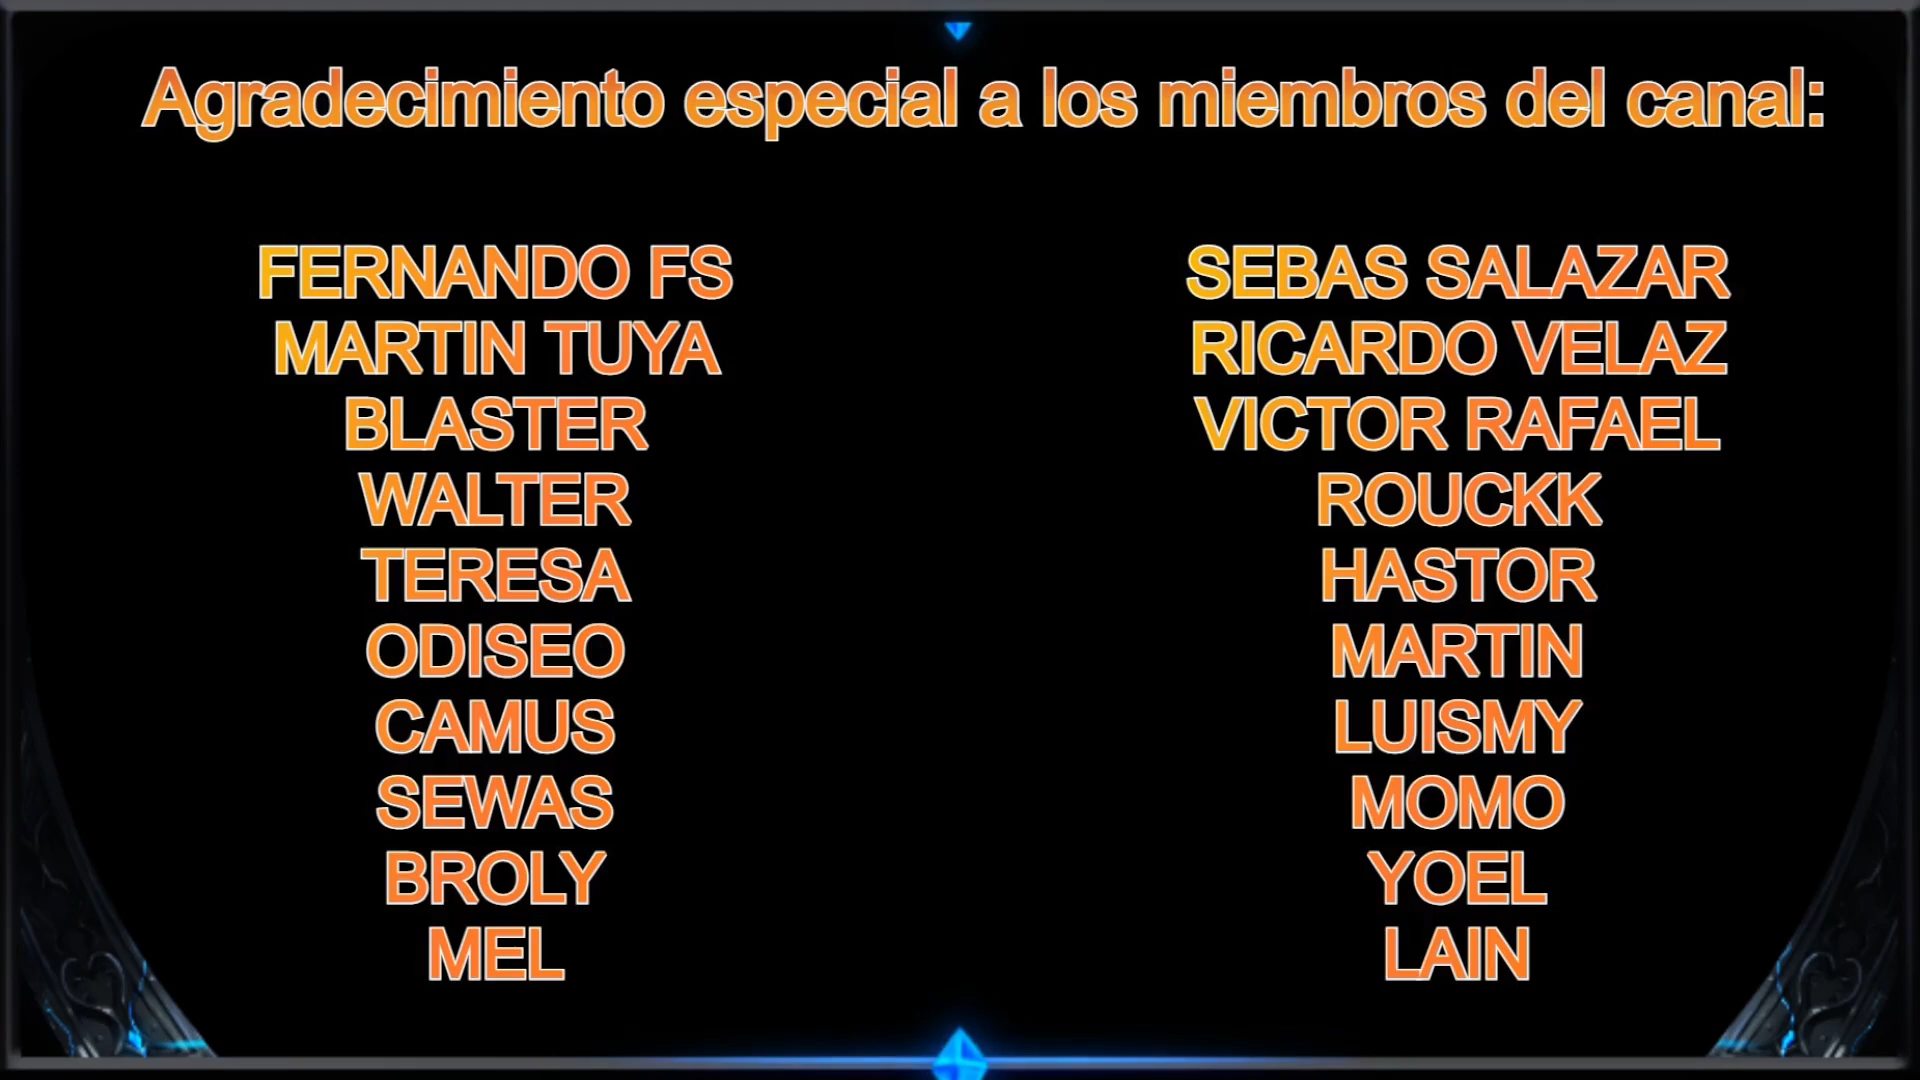 Agradecimiento especial a los miembros del canal:
FERNANDO FS
MARTIN TUYA
BLASTER
WALTER
TERESA
ODISEO
CAMUS
SEWAS
BROLY
MEL
SEBAS SALAZAR
RICARDO VELAZ
VICTOR RAFAEL
ROUCKK
HASTOR
MARTIN
LUISMY
MOMO
YOEL
LAIN